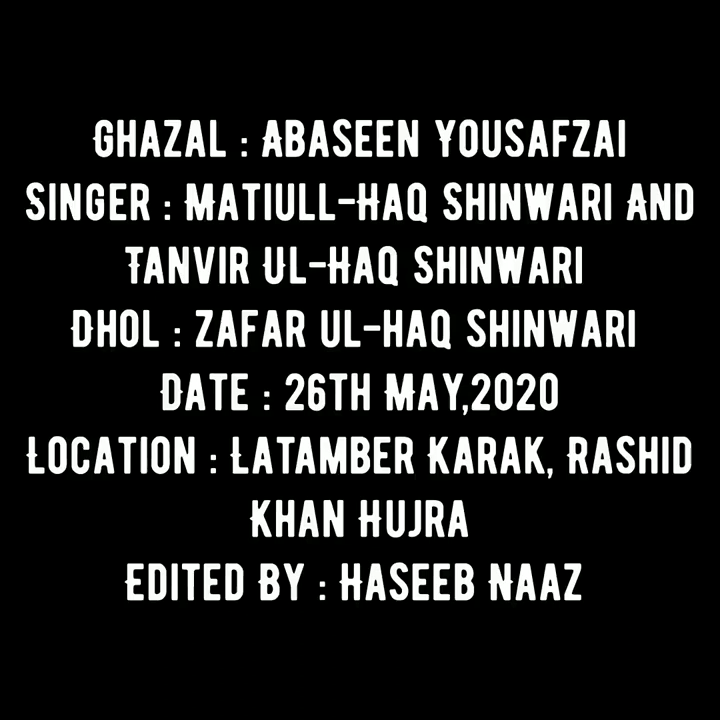 Ghazal : Abaseen Yousafzai
Singer : Matiull-Haq Shinwari and
Tanvir Ul-Haq Shinwari
Dhol : Zafar ul-haq Shinwari
Date : 26th May,2020
Location : Latamber Karak, Rashid
Khan Hujra
Edited by : Haseeb Naaz